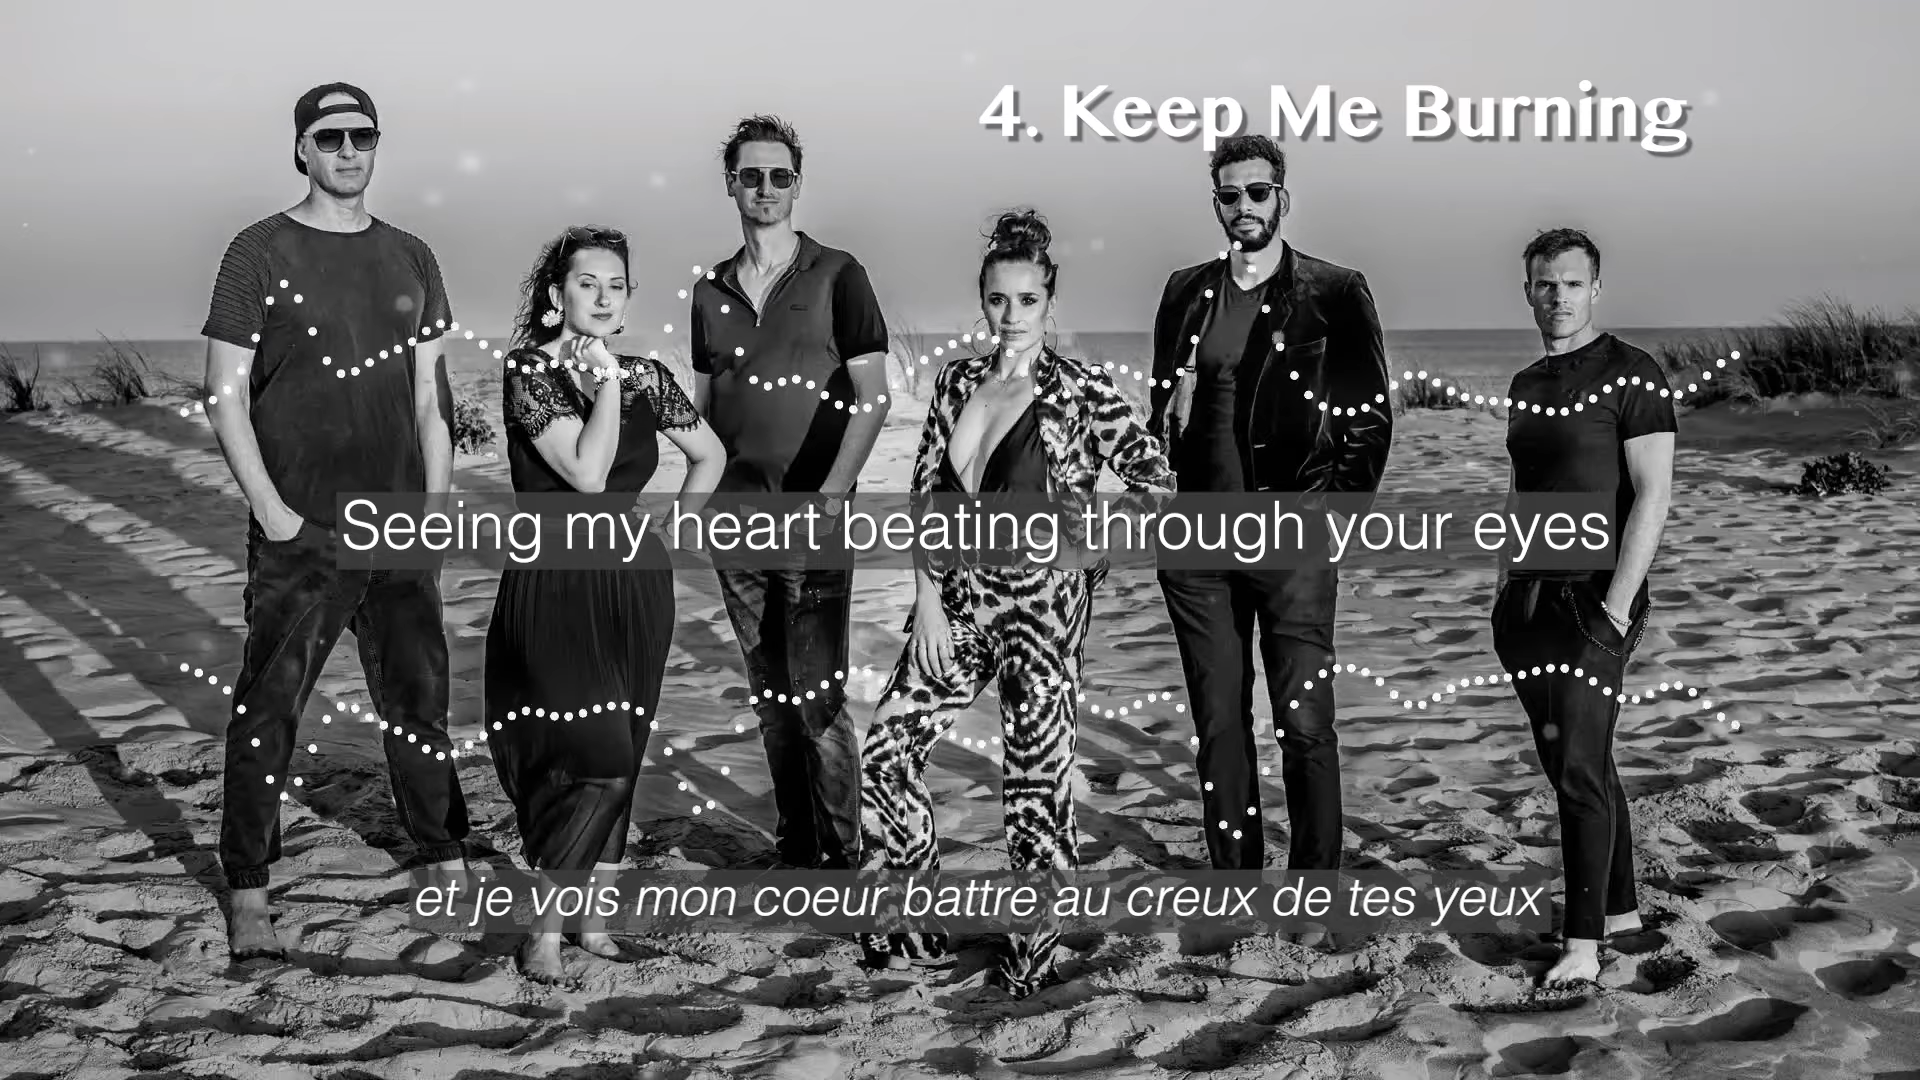 4. Keep Me Burning
Seeing my heart beating through your eyes
et je vois mon coeur battre au creux de tes yeux